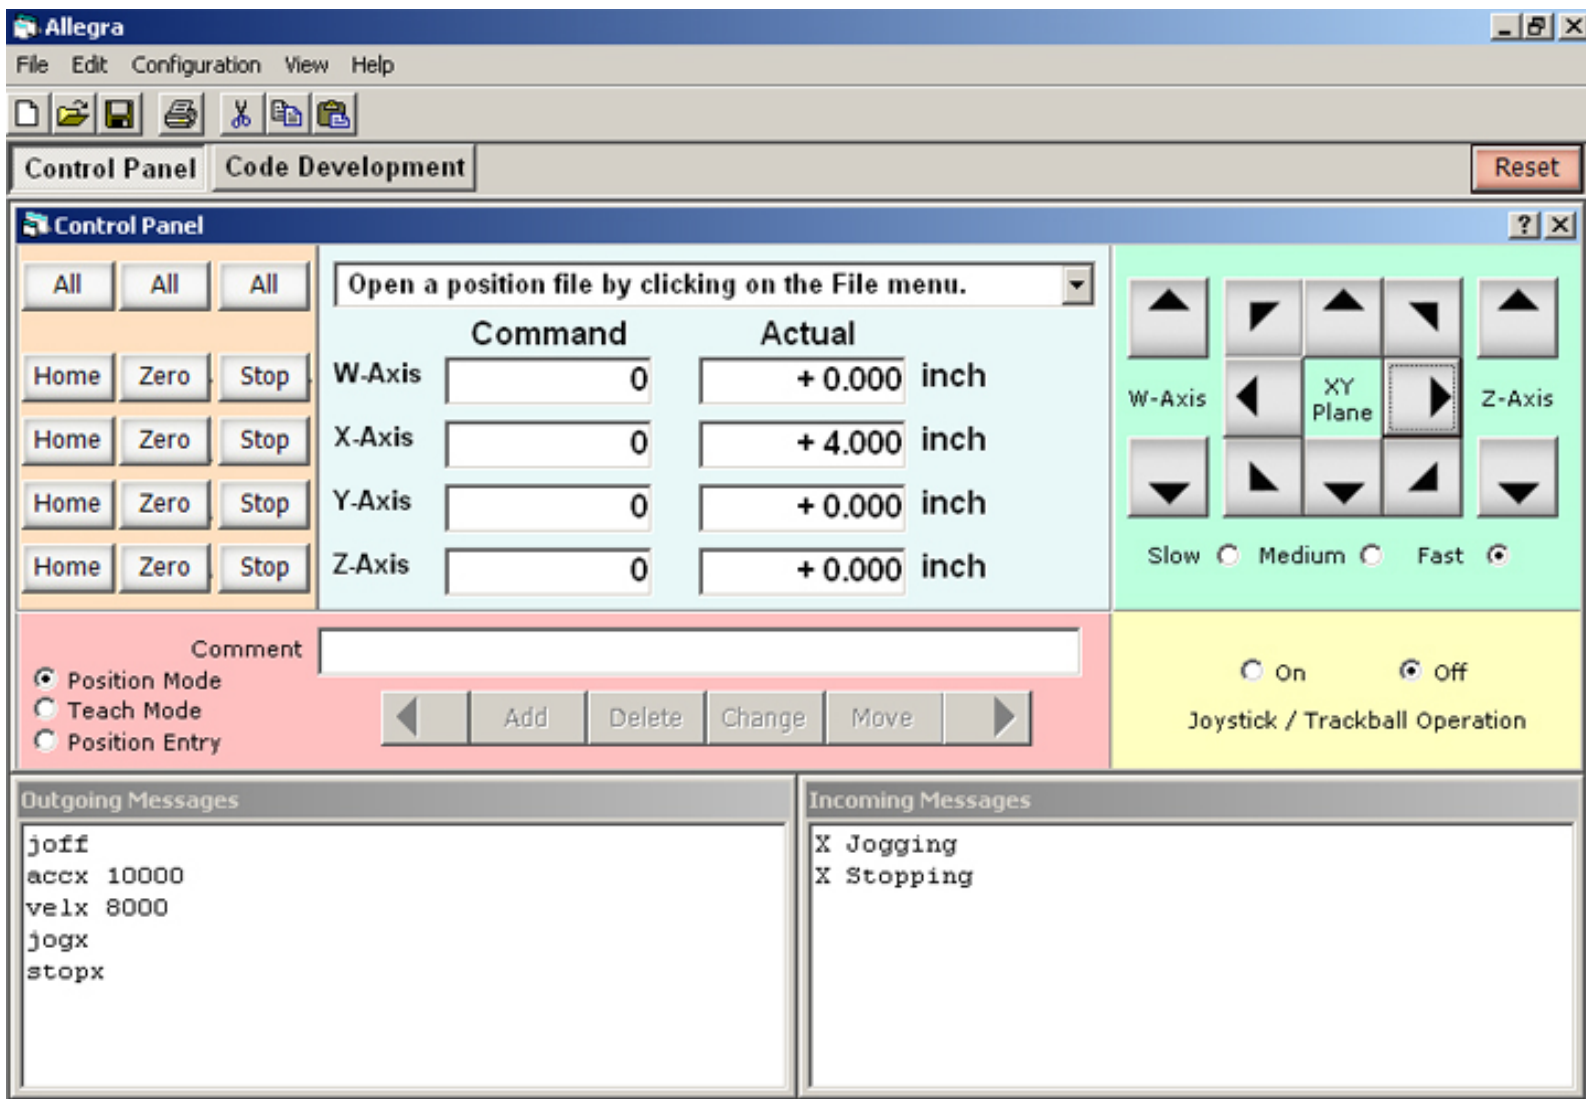 Allegra
File Edit Configuration View Help
Control Panel Code Development Reset
Control Panel
All All All Open a position file by clicking on the File menu.
Command Actual
Home Zero Stop W-Axis 0 + 0.000 inch
Home Zero Stop X-Axis 0 + 4.000 inch
Home Zero Stop Y-Axis 0 + 0.000 inch
Home Zero Stop Z-Axis 0 + 0.000 inch
W-Axis XY Plane Z-Axis
Slow Medium Fast
Comment
Position Mode
Teach Mode
Position Entry
Add Delete Change Move
On Off
Joystick / Trackball Operation
Outgoing Messages
joff
accx 10000
velx 8000
jogx
stopx
Incoming Messages
X Jogging
X Stopping